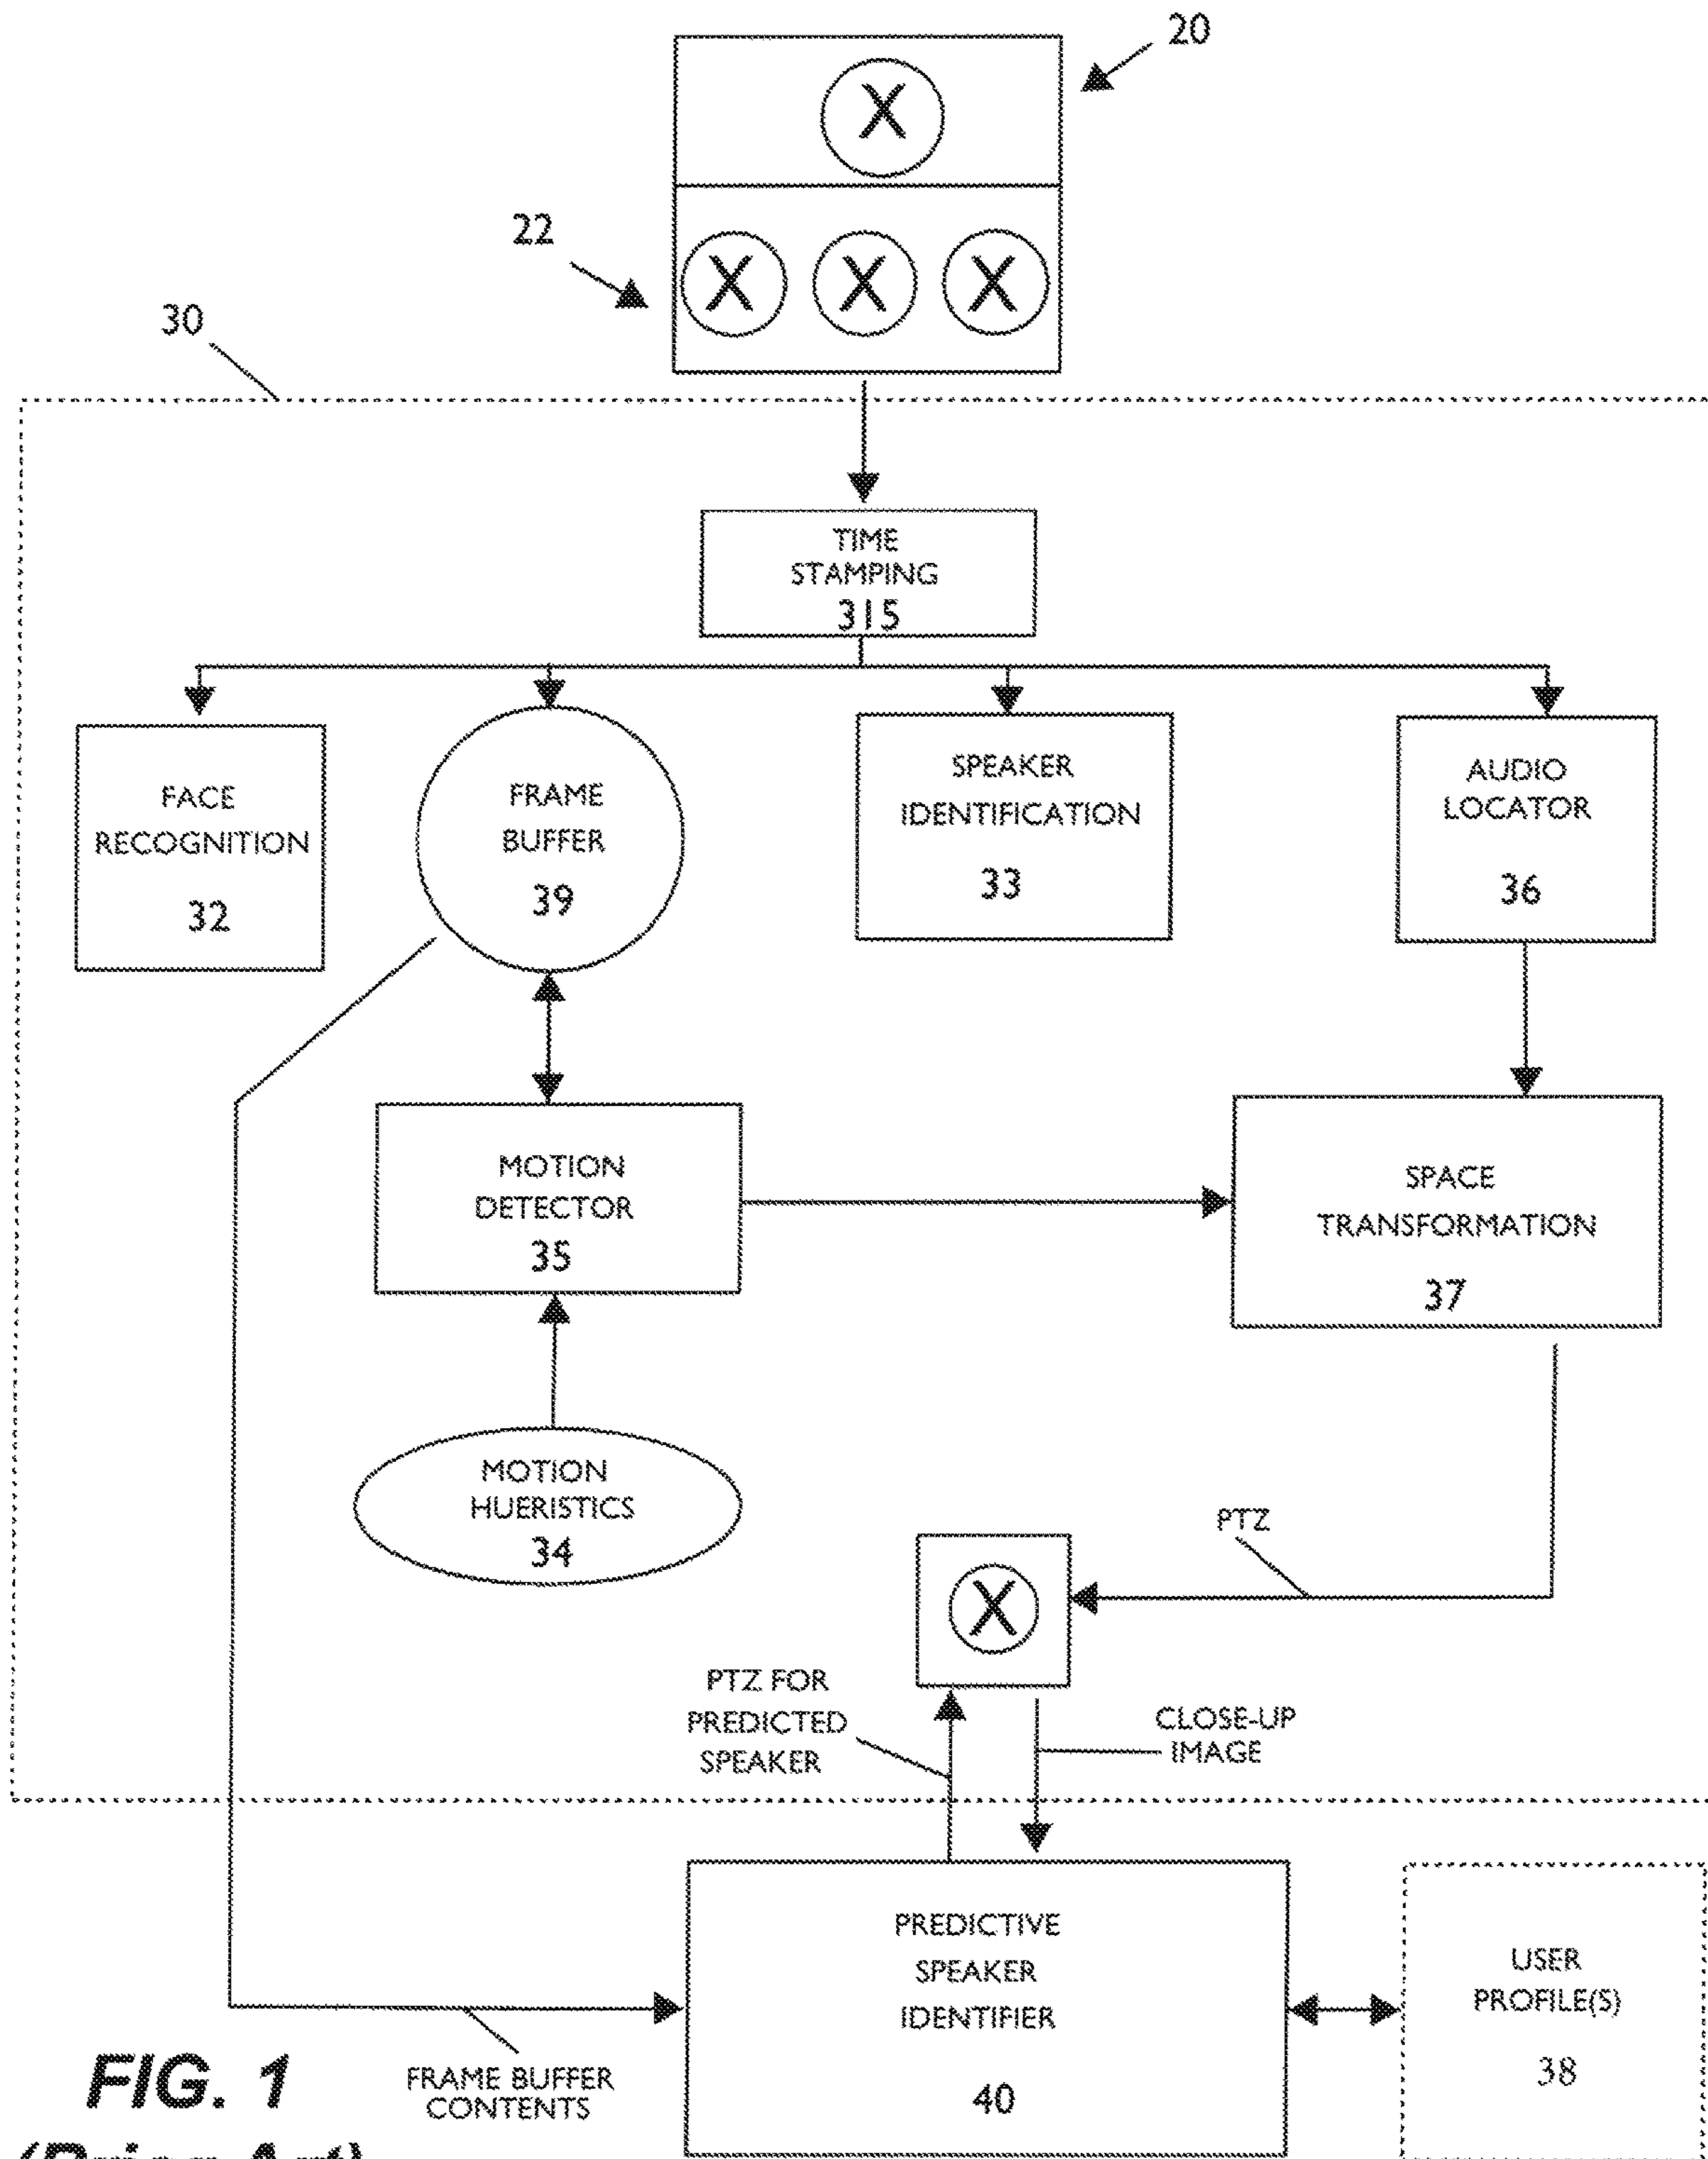 20
X
22
X X X
30
TIME
STAMPING
315
FACE
RECOGNITION
32
FRAME
BUFFER
39
SPEAKER
IDENTIFICATION
33
AUDIO
LOCATOR
36
MOTION
DETECTOR
35
SPACE
TRANSFORMATION
37
MOTION
HUERISTICS
34
PTZ
X
PTZ FOR
PREDICTED
SPEAKER
CLOSE-UP
IMAGE
PREDICTIVE
SPEAKER
IDENTIFIER
40
USER
PROFILE(S)
38
FRAME BUFFER
CONTENTS
FIG. 1
(Prior Art)